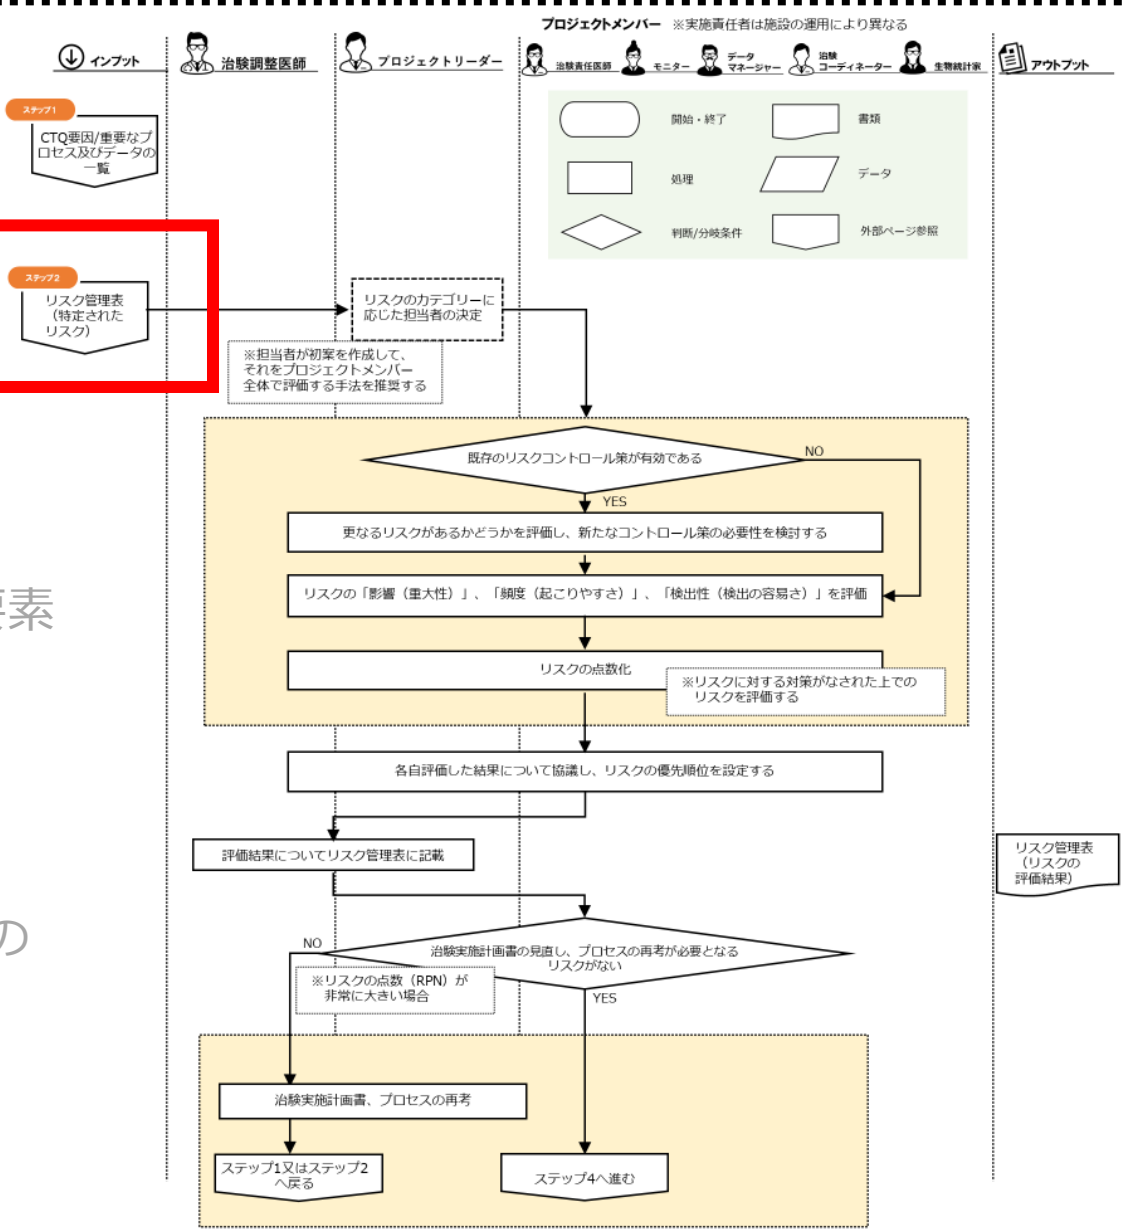 プロジェクトメンバー ※実施責任者は施設の運用により異なる
インプット
治験調整医師
プロジェクトリーダー
治験責任医師
モニター
データ
マネージャー
治験
コーディネーター
生物統計家
アウトプット
開始・終了
書類
処理
データ
判断/分岐条件
外部ページ参照
ステップ1
CTQ要因/重要なプ
ロセス及びデータの
一覧
ステップ2
リスク管理表
（特定された
リスク）
リスクのカテゴリーに
応じた担当者の決定
※担当者が初案を作成して、
それをプロジェクトメンバー
全体で評価する手法を推奨する
既存のリスクコントロール策が有効である
NO
YES
更なるリスクがあるかどうかを評価し、新たなコントロール策の必要性を検討する
リスクの「影響（重大性）」、「頻度（起こりやすさ）」、「検出性（検出の容易さ）」を評価
要素
リスクの点数化
※リスクに対する対策がなされた上での
リスクを評価する
各自評価した結果について協議し、リスクの優先順位を設定する
評価結果についてリスク管理表に記載
リスク管理表
（リスクの
評価結果）
の
NO
治験実施計画書の見直し、プロセスの再考が必要となる
リスクがない
※リスクの点数（RPN）が
非常に大きい場合
YES
治験実施計画書、プロセスの再考
ステップ1又はステップ2
へ戻る
ステップ4へ進む